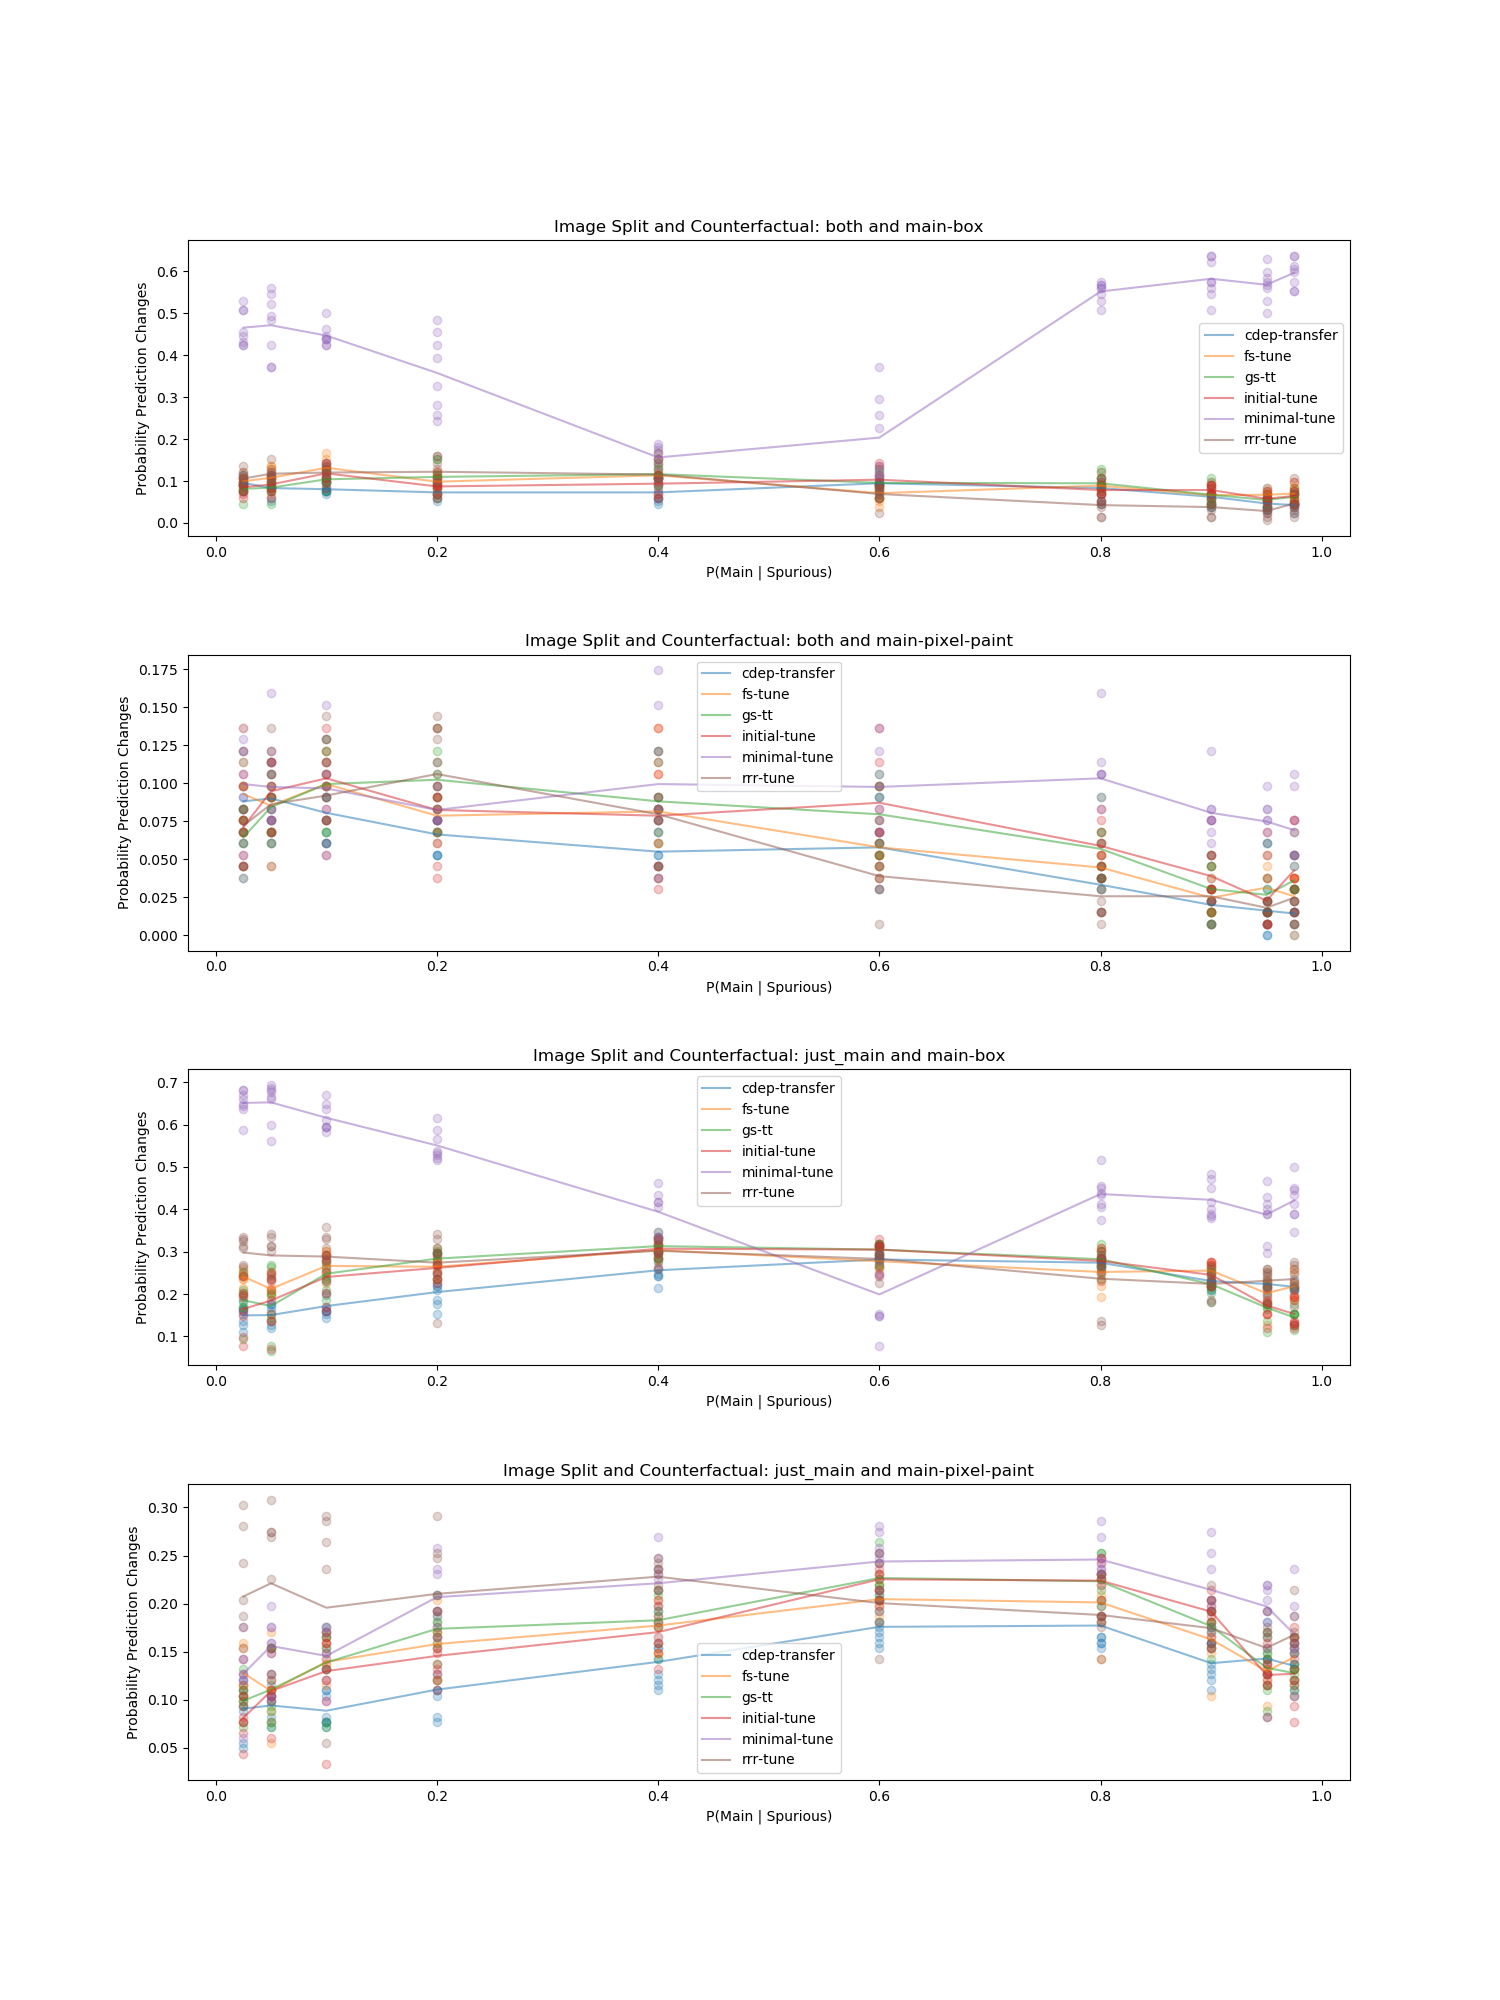 Image Split and Counterfactual: both and main-box
Probability Prediction Changes
0.6
0.5
0.4
0.3
0.2
0.1
0.0
cdep-transfer
fs-tune
gs-tt
initial-tune
minimal-tune
rrr-tune
0.0 0.2 0.4 0.6 0.8 1.0
P(Main | Spurious)
Image Split and Counterfactual: both and main-pixel-paint
Probability Prediction Changes
0.175
0.150
0.125
0.100
0.075
0.050
0.025
0.000
cdep-transfer
fs-tune
gs-tt
initial-tune
minimal-tune
rrr-tune
0.0 0.2 0.4 0.6 0.8 1.0
P(Main | Spurious)
Image Split and Counterfactual: just_main and main-box
Probability Prediction Changes
0.7
0.6
0.5
0.4
0.3
0.2
0.1
cdep-transfer
fs-tune
gs-tt
initial-tune
minimal-tune
rrr-tune
0.0 0.2 0.4 0.6 0.8 1.0
P(Main | Spurious)
Image Split and Counterfactual: just_main and main-pixel-paint
Probability Prediction Changes
0.30
0.25
0.20
0.15
0.10
0.05
cdep-transfer
fs-tune
gs-tt
initial-tune
minimal-tune
rrr-tune
0.0 0.2 0.4 0.6 0.8 1.0
P(Main | Spurious)